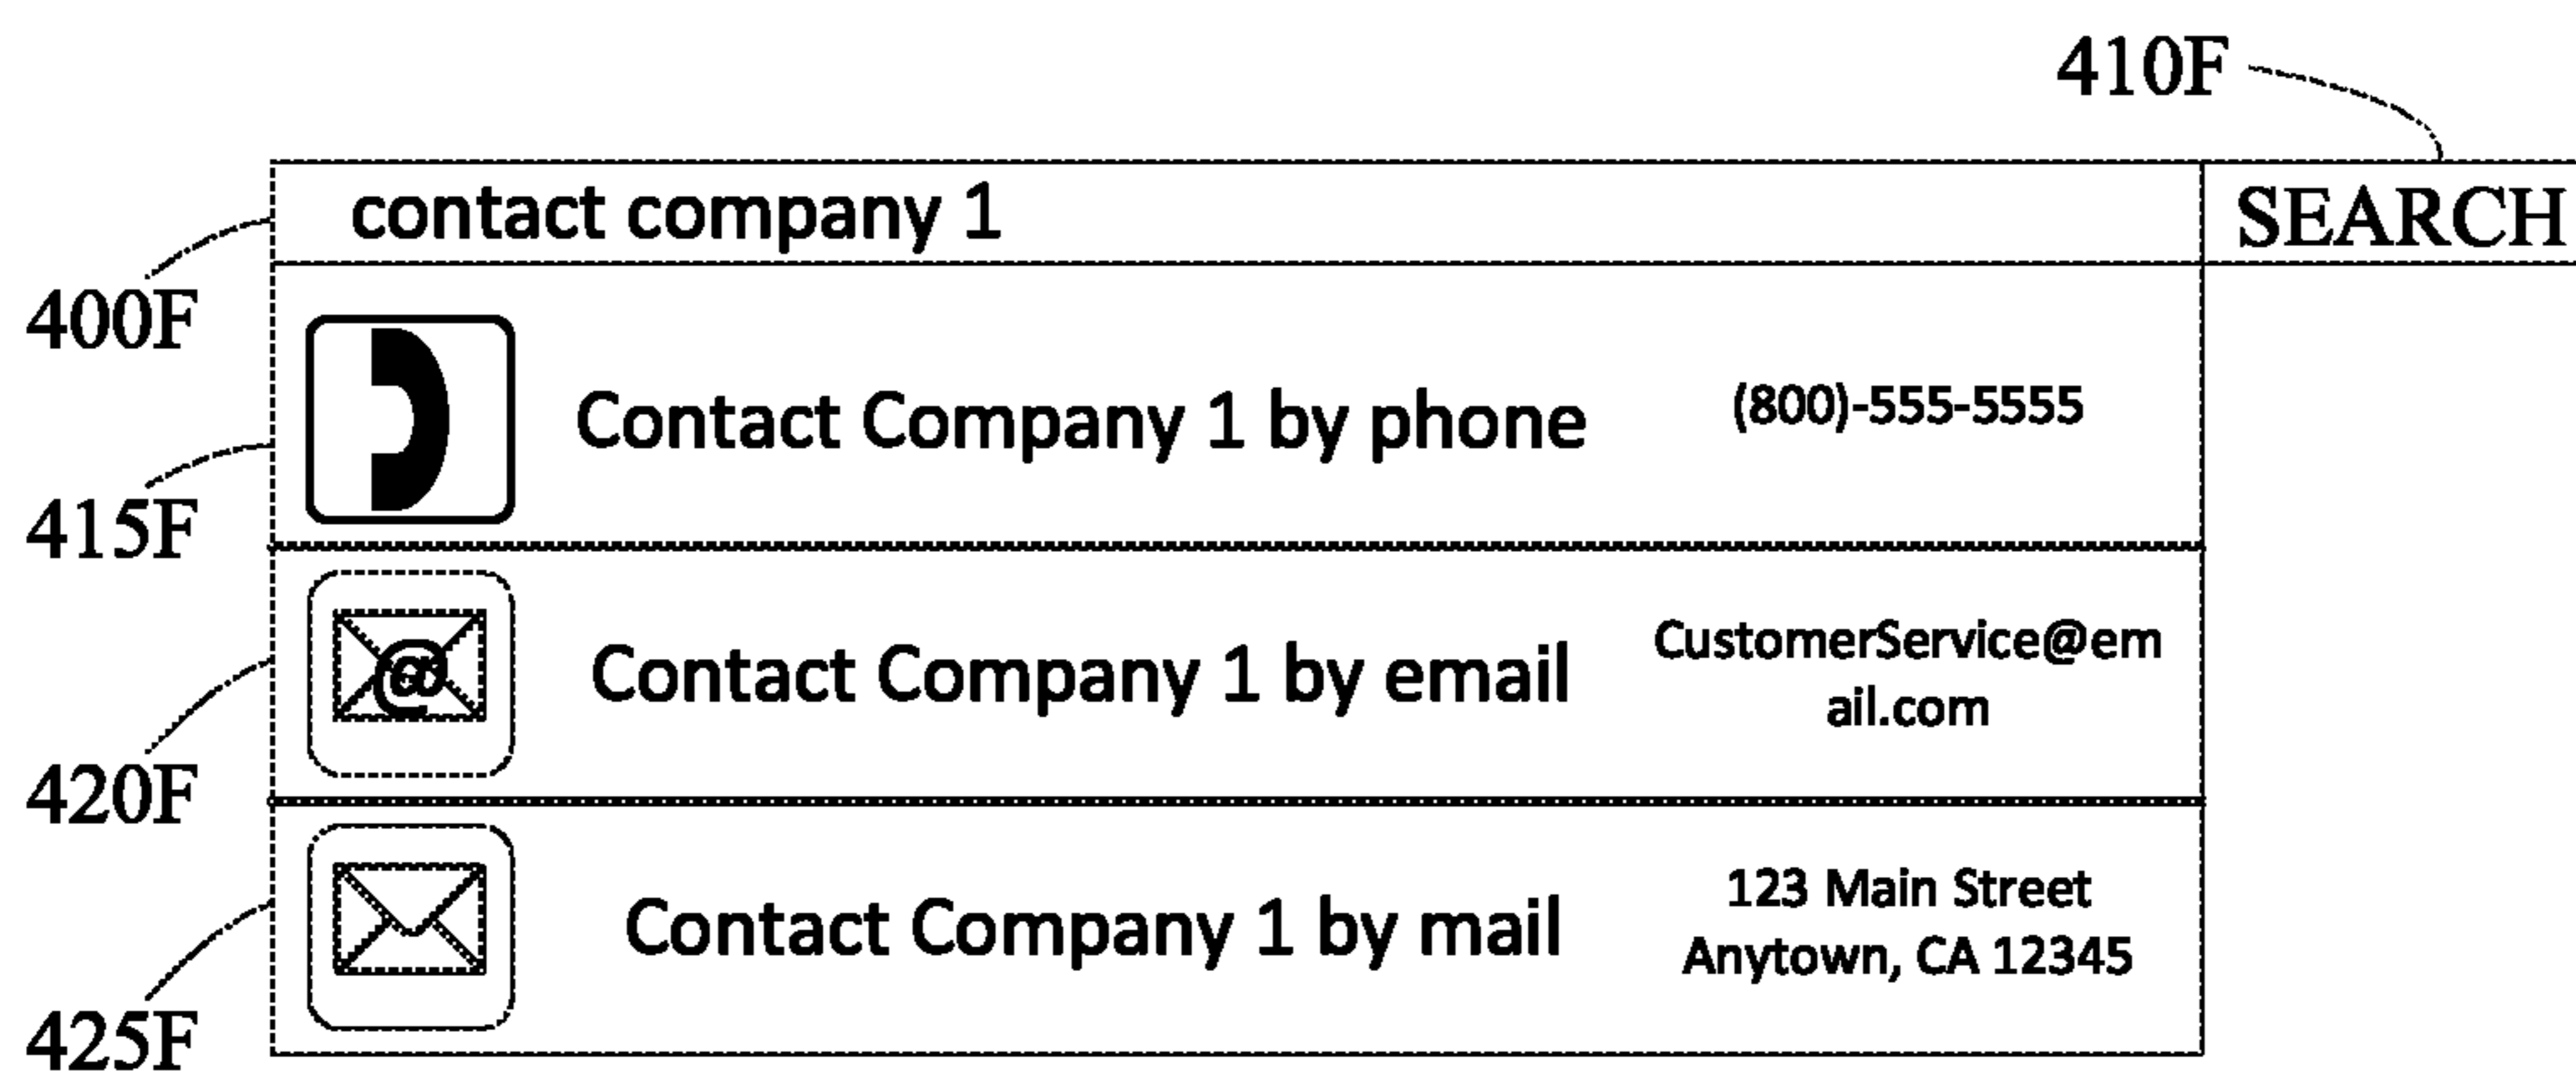 410F
contact company 1
SEARCH
400F
Contact Company 1 by phone
(800)-555-5555
415F
@
Contact Company 1 by email
CustomerService@em
ail.com
420F
Contact Company 1 by mail
123 Main Street
Anytown, CA 12345
425F